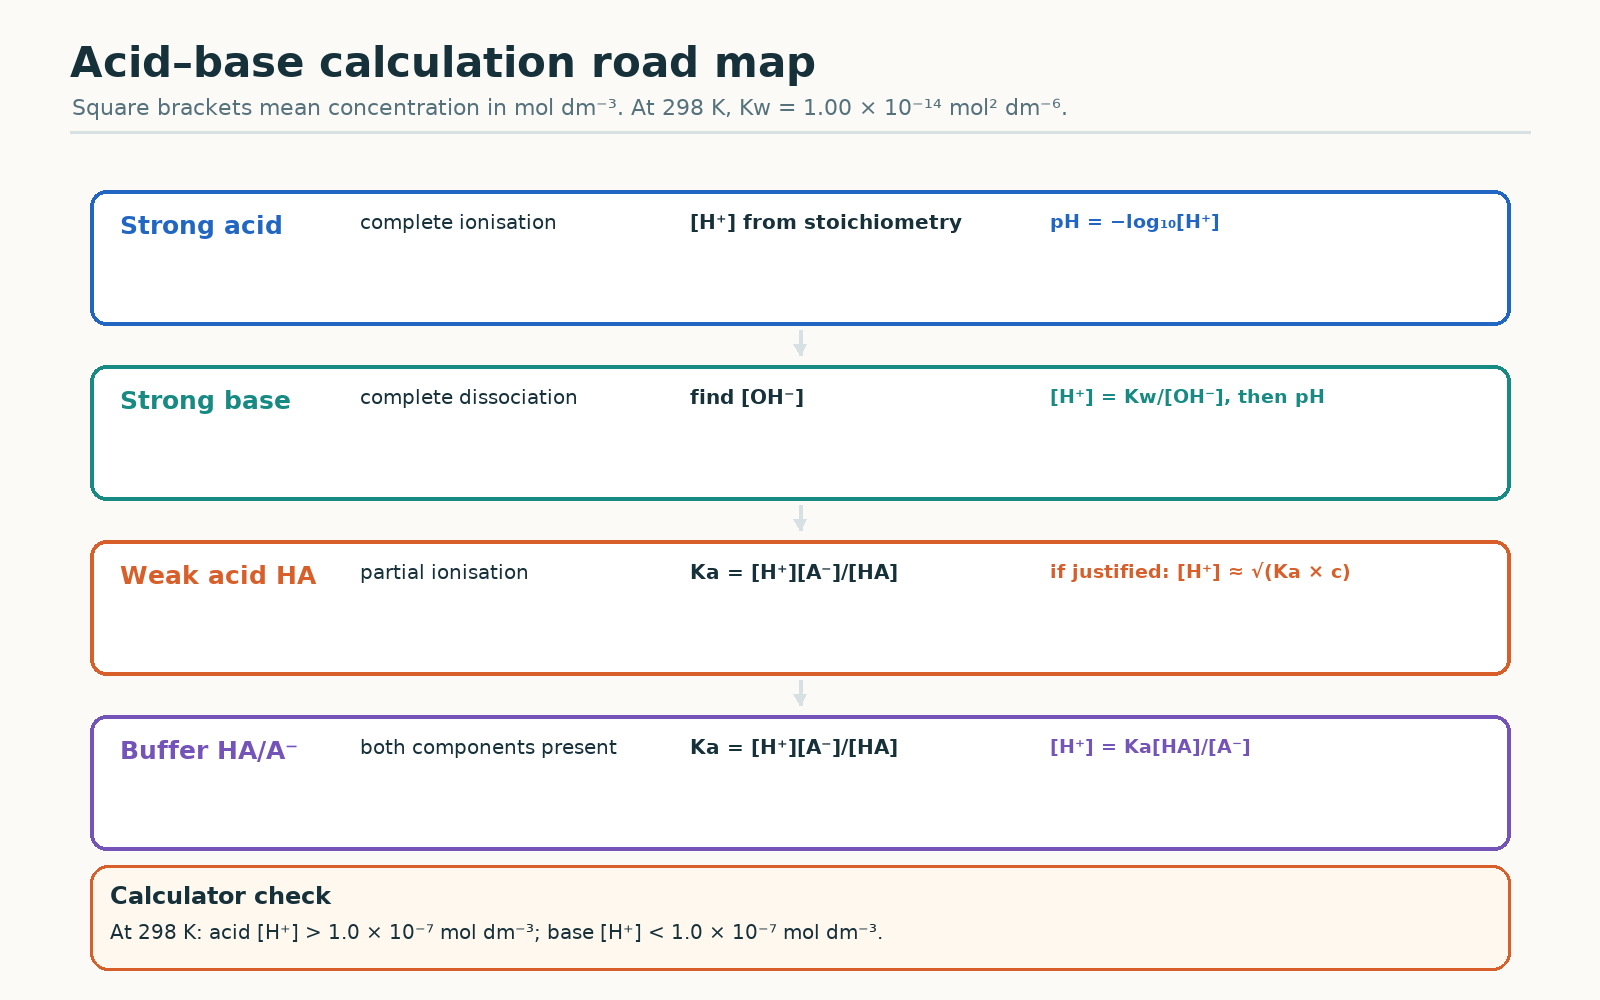 Acid–base calculation road map
Square brackets mean concentration in mol dm⁻³. At 298 K, Kw = 1.00 × 10⁻¹⁴ mol² dm⁻⁶.
Strong acid complete ionisation [H⁺] from stoichiometry pH = −log₁₀[H⁺]
Strong base complete dissociation find [OH⁻] [H⁺] = Kw/[OH⁻], then pH
Weak acid HA partial ionisation Ka = [H⁺][A⁻]/[HA] if justified: [H⁺] ≈ √(Ka × c)
Buffer HA/A⁻ both components present Ka = [H⁺][A⁻]/[HA] [H⁺] = Ka[HA]/[A⁻]
Calculator check
At 298 K: acid [H⁺] > 1.0 × 10⁻⁷ mol dm⁻³; base [H⁺] < 1.0 × 10⁻⁷ mol dm⁻³.